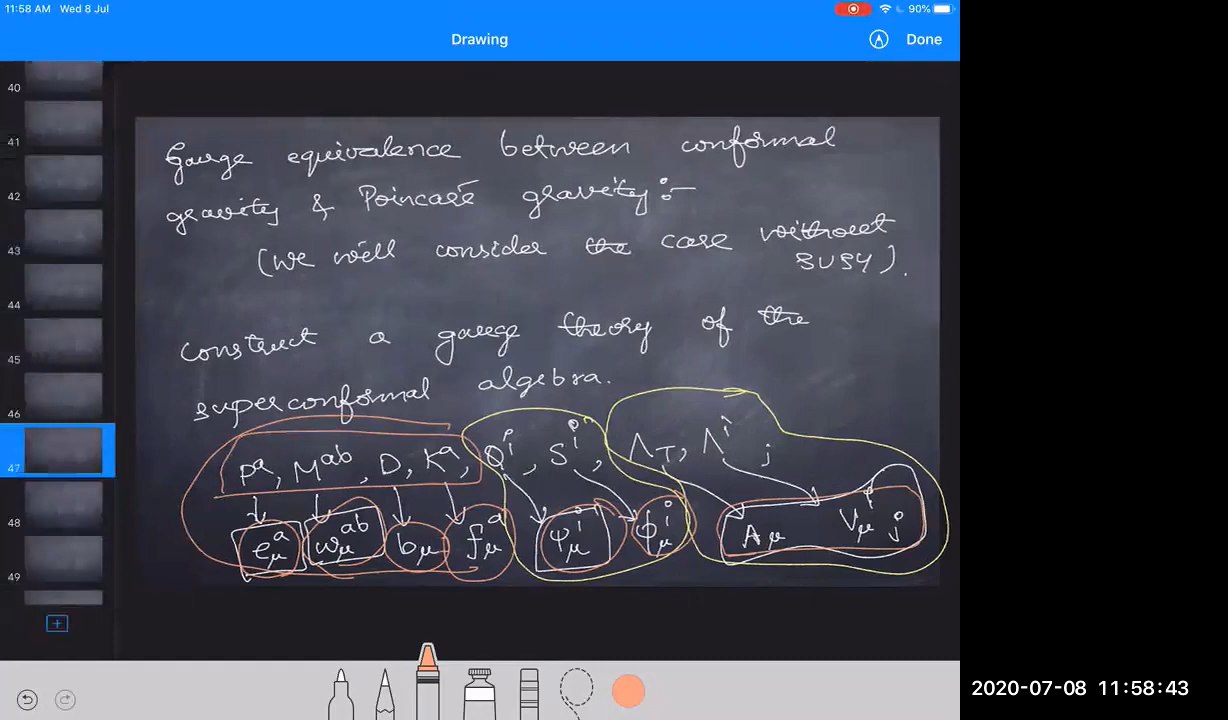 11:58 AM Wed 8 Jul
90%
Drawing
Done
40
41
42
43
44
45
46
47
48
49
Gauge equivalence between conformal
gravity & Poincaré gravity :-
(we will consider the case without
SUSY).
construct a gauge theory of the
superconformal algebra.
P^a, M^{ab}, D, K^a, Q^i, S^i, Λ_T, Λ^i_j
e_μ^a ω_μ^{ab} b_μ f_μ^a ψ_μ^i φ_μ^i A_μ V_μ^i_j
2020-07-08 11:58:43